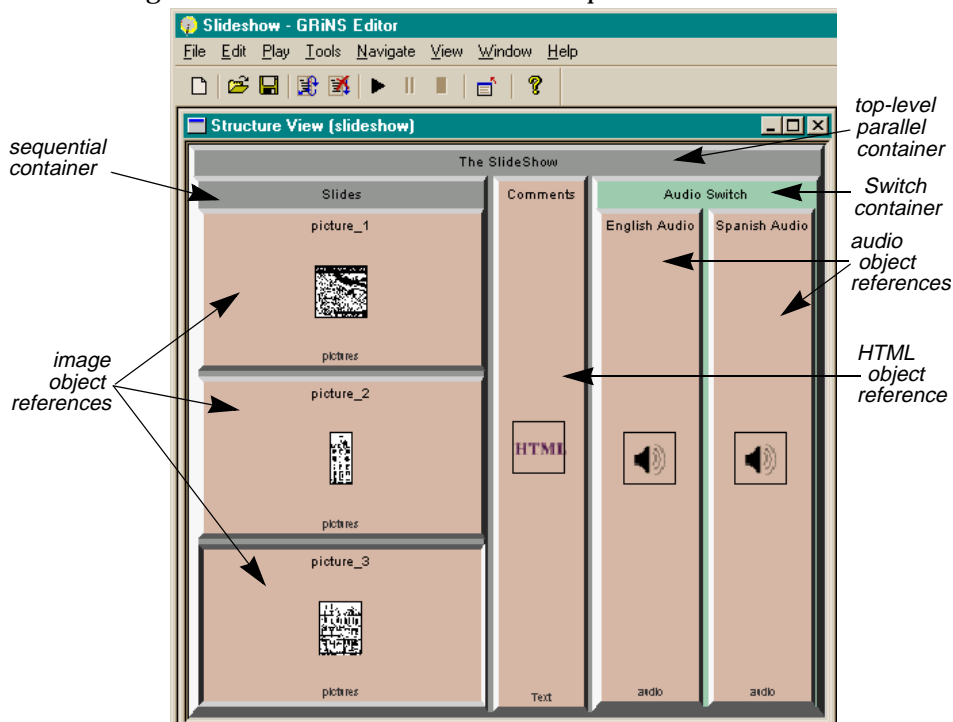 Slideshow - GRiNS Editor
File Edit Play Tools Navigate View Window Help
Structure View (slideshow)
top-level
parallel
container
sequential
container
The SlideShow
Slides
Comments
Audio Switch
Switch
container
picture_1
English Audio
Spanish Audio
audio
object
references
pictures
image
object
references
HTML
object
reference
picture_2
HTML
pictures
picture_3
pictures
Text
audio
audio